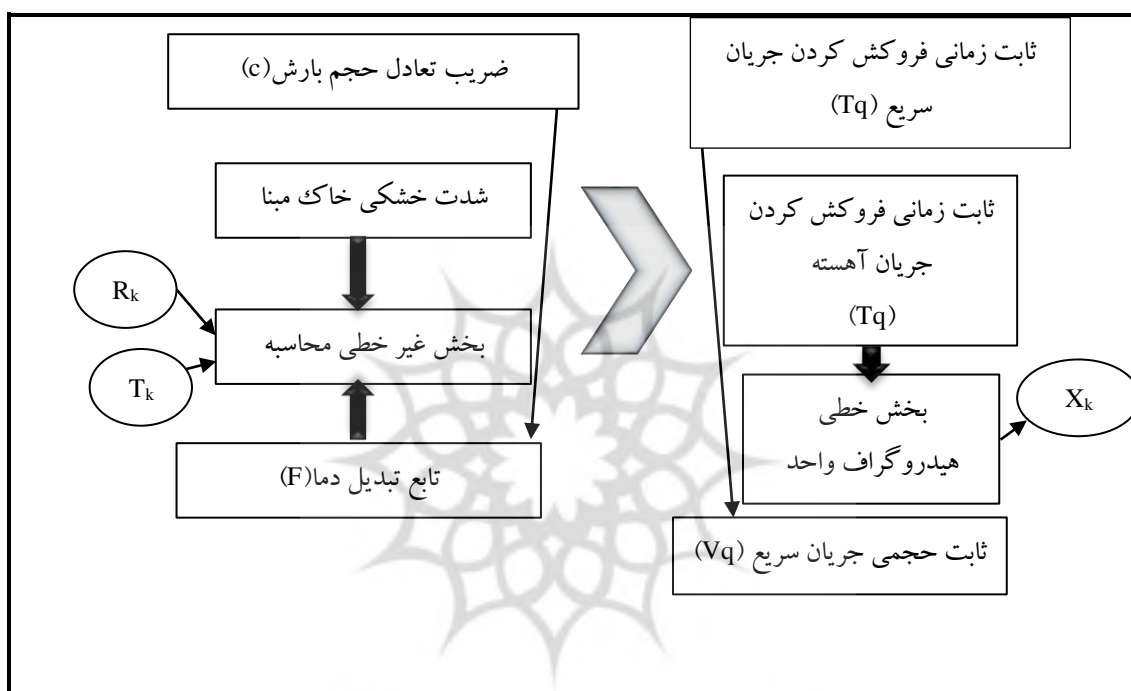 ضریب تعادل حجم بارش(c)
ثابت زمانی فروکش کردن جریان
سریع (Tq)
شدت خشکی خاک مبنا
ثابت زمانی فروکش کردن
جریان آهسته
(Tq)
Rk
بخش غیر خطی محاسبه
Tk
بخش خطی
هیدروگراف واحد
Xk
تابع تبدیل دما(F)
ثابت حجمی جریان سریع (Vq)